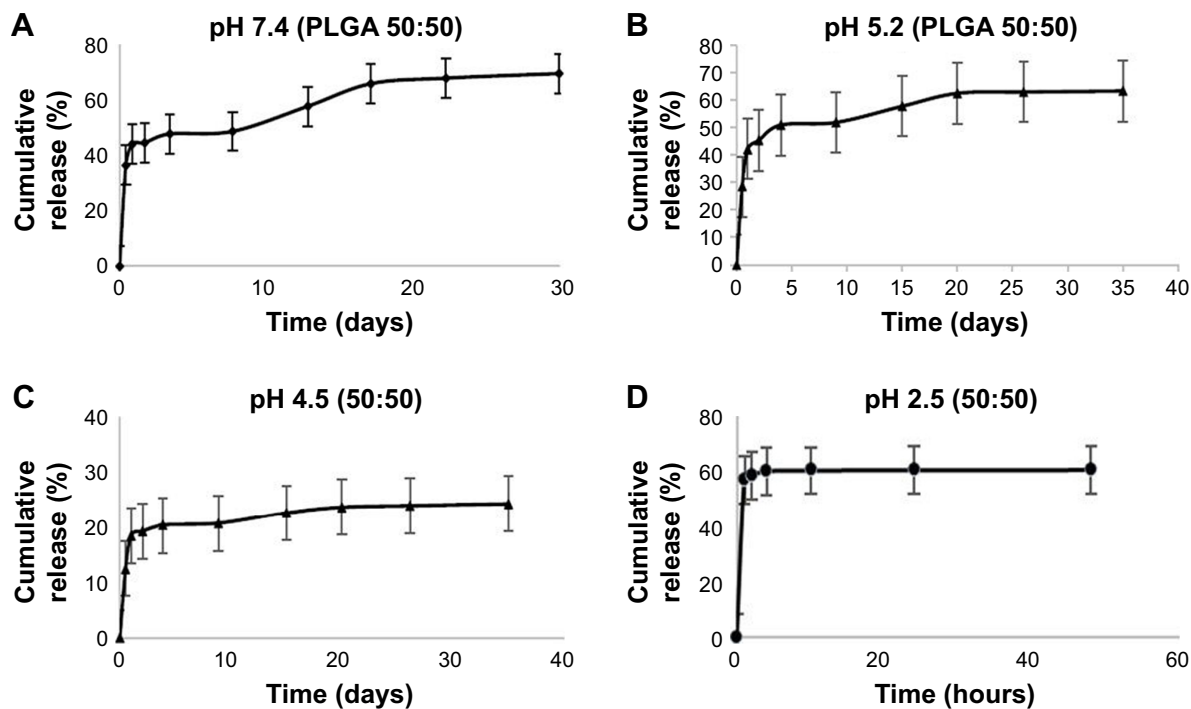 A
pH 7.4 (PLGA 50:50)
80
60
40
20
0
Cumulative
release (%)
0 10 20 30
Time (days)
B
pH 5.2 (PLGA 50:50)
80
70
60
50
40
30
20
10
0
Cumulative
release (%)
0 5 10 15 20 25 30 35 40
Time (days)
C
pH 4.5 (50:50)
40
30
20
10
0
Cumulative
release (%)
0 10 20 30 40
Time (days)
D
pH 2.5 (50:50)
80
60
40
20
0
Cumulative
release (%)
0 20 40 60
Time (hours)